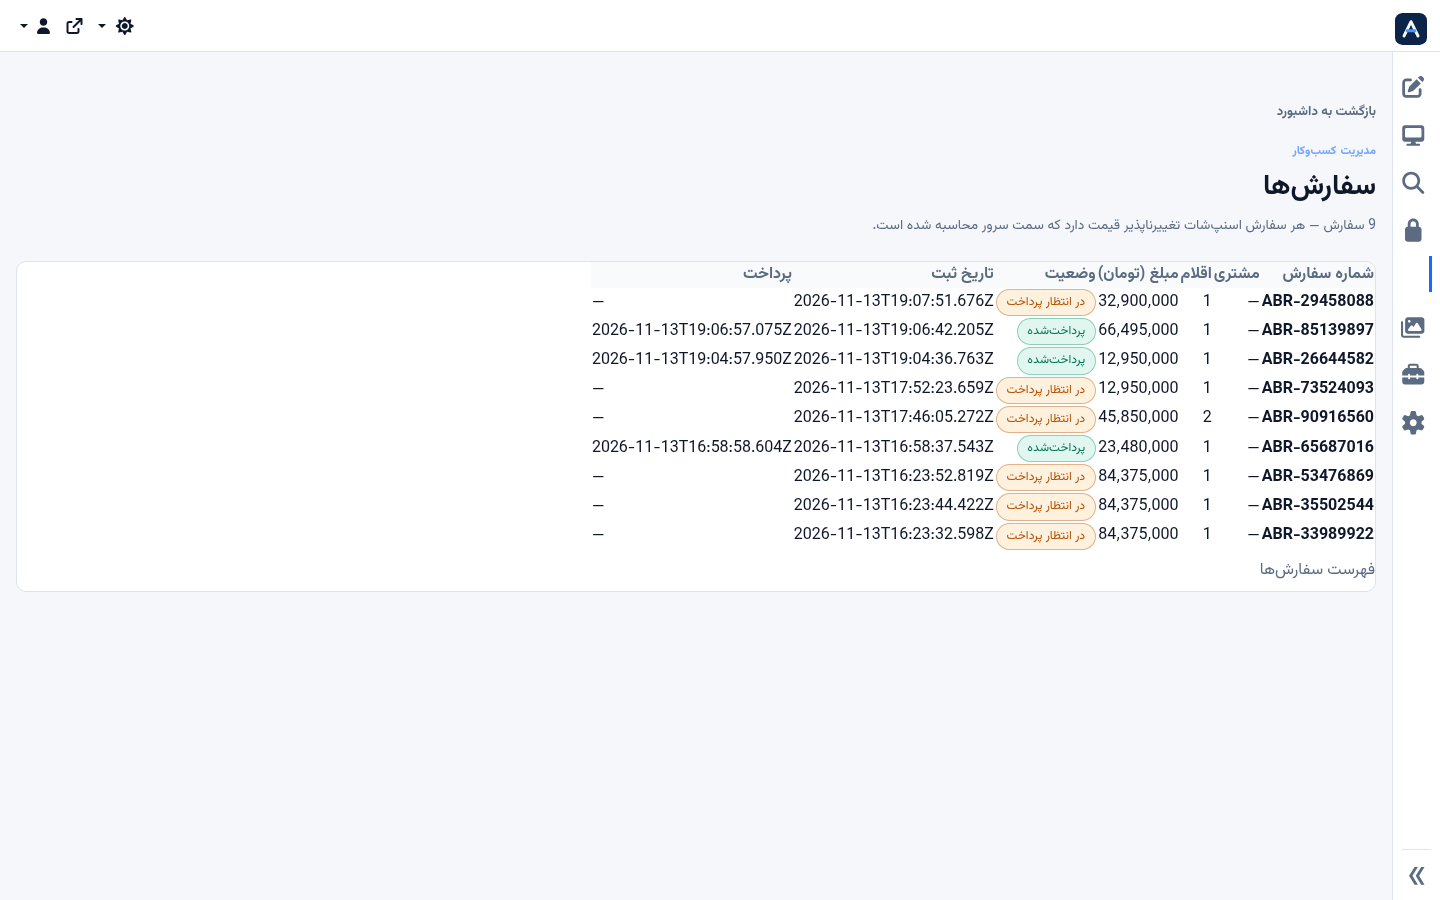 بازگشت به داشبورد
مدیریت کسب‌وکار
سفارش‌ها
9 سفارش — هر سفارش اسنپ‌شات تغییرناپذیر قیمت دارد که سمت سرور محاسبه شده است.
شماره سفارش مشتری اقلام مبلغ (تومان) وضعیت تاریخ ثبت پرداخت
ABR-29458088 — 1 32,900,000 در انتظار پرداخت 2026-11-13T19:07:51.676Z —
ABR-85139897 — 1 66,495,000 پرداخت‌شده 2026-11-13T19:06:42.205Z 2026-11-13T19:06:57.075Z
ABR-26644582 — 1 12,950,000 پرداخت‌شده 2026-11-13T19:04:36.763Z 2026-11-13T19:04:57.950Z
ABR-73524093 — 1 12,950,000 در انتظار پرداخت 2026-11-13T17:52:23.659Z —
ABR-90916560 — 2 45,850,000 در انتظار پرداخت 2026-11-13T17:46:05.272Z —
ABR-65687016 — 1 23,480,000 پرداخت‌شده 2026-11-13T16:58:37.543Z 2026-11-13T16:58:58.604Z
ABR-53476869 — 1 84,375,000 در انتظار پرداخت 2026-11-13T16:23:52.819Z —
ABR-35502544 — 1 84,375,000 در انتظار پرداخت 2026-11-13T16:23:44.422Z —
ABR-33989922 — 1 84,375,000 در انتظار پرداخت 2026-11-13T16:23:32.598Z —
فهرست سفارش‌ها